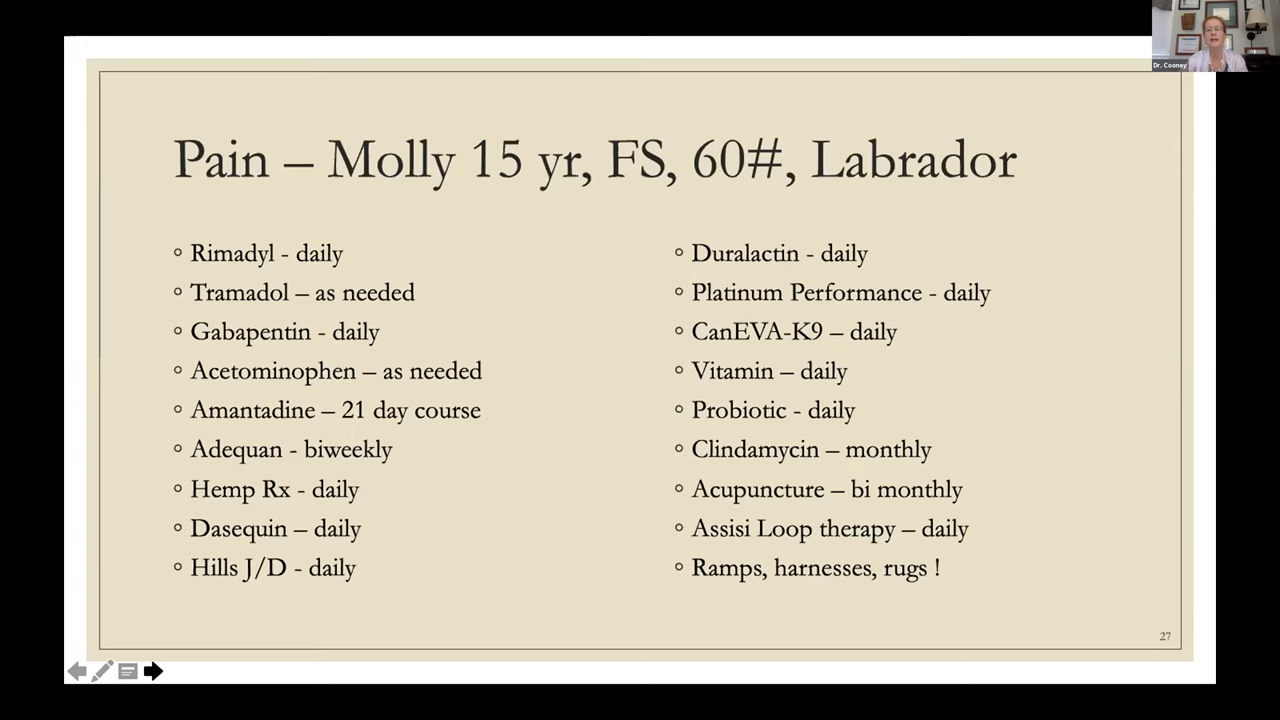 Dr. Cooney
Pain – Molly 15 yr, FS, 60#, Labrador
◦ Rimadyl - daily
◦ Tramadol – as needed
◦ Gabapentin - daily
◦ Acetominophen – as needed
◦ Amantadine – 21 day course
◦ Adequan - biweekly
◦ Hemp Rx - daily
◦ Dasequin – daily
◦ Hills J/D - daily
◦ Duralactin - daily
◦ Platinum Performance - daily
◦ CanEVA-K9 – daily
◦ Vitamin – daily
◦ Probiotic - daily
◦ Clindamycin – monthly
◦ Acupuncture – bi monthly
◦ Assisi Loop therapy – daily
◦ Ramps, harnesses, rugs !
27